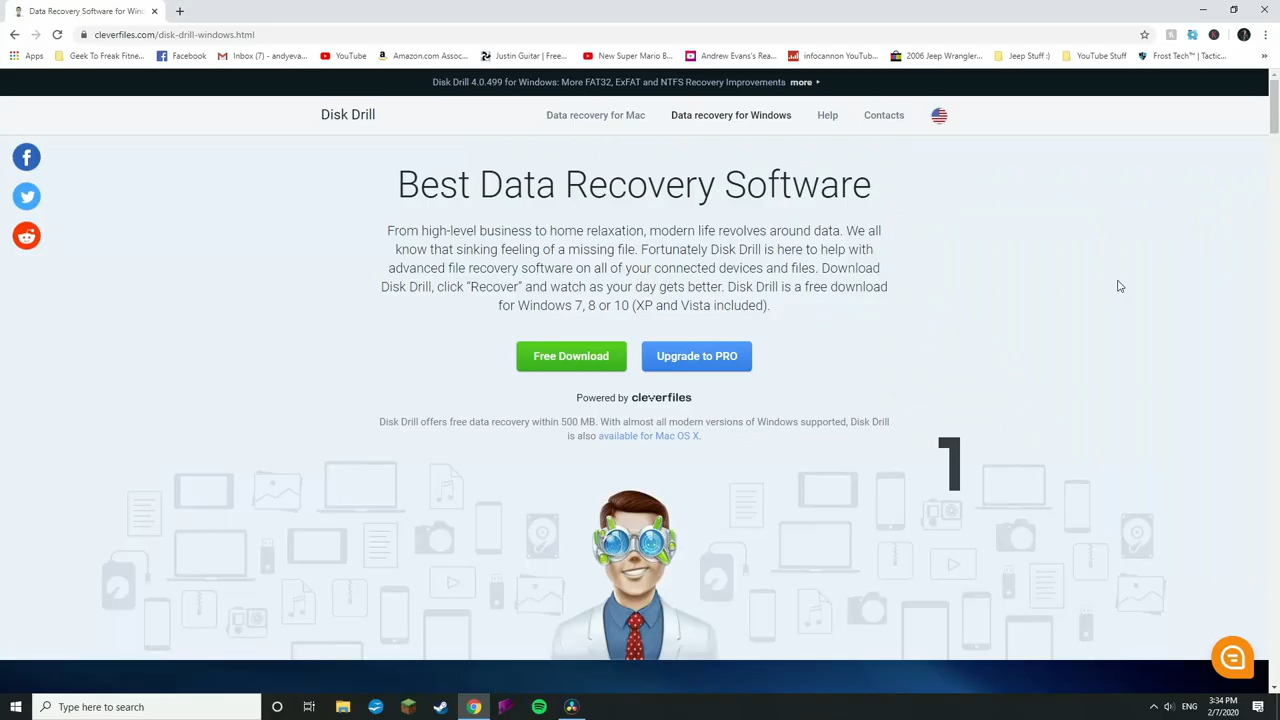 Data Recovery Software for Win
cleverfiles.com/disk-drill-windows.html
Apps
Geek To Freak Fitne...
Facebook
Inbox (7) - andyeva...
YouTube
Amazon.com Assoc...
Justin Guitar | Free...
New Super Mario B...
Andrew Evans's Rea...
infocannon YouTub...
2006 Jeep Wrangler...
Jeep Stuff :)
YouTube Stuff
Frost Tech™ | Tactic...
Disk Drill 4.0.499 for Windows: More FAT32, ExFAT and NTFS Recovery Improvements more
Disk Drill
Data recovery for Mac
Data recovery for Windows
Help
Contacts
Best Data Recovery Software
From high-level business to home relaxation, modern life revolves around data. We all
know that sinking feeling of a missing file. Fortunately Disk Drill is here to help with
advanced file recovery software on all of your connected devices and files. Download
Disk Drill, click “Recover” and watch as your day gets better. Disk Drill is a free download
for Windows 7, 8 or 10 (XP and Vista included).
Free Download
Upgrade to PRO
Powered by cleverfiles
Disk Drill offers free data recovery within 500 MB. With almost all modern versions of Windows supported, Disk Drill
is also available for Mac OS X.
1
Type here to search
ENG
3:34 PM
2/7/2020